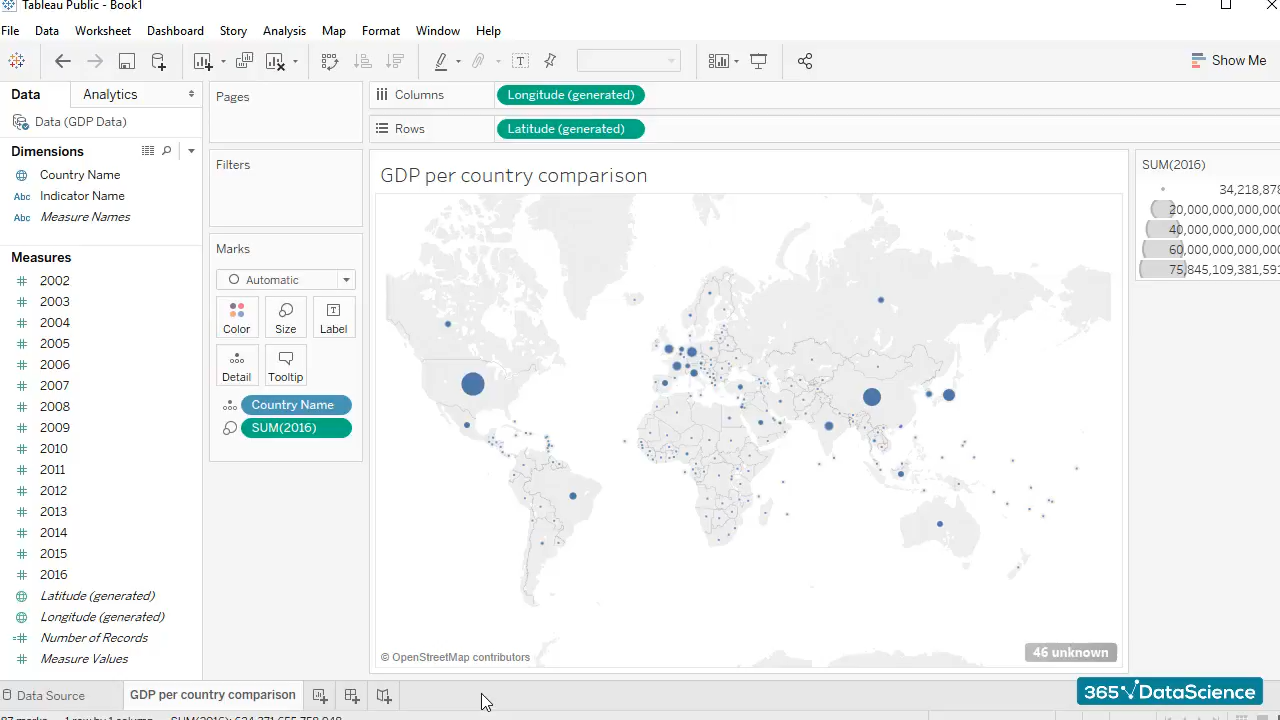 Tableau Public - Book1
File Data Worksheet Dashboard Story Analysis Map Format Window Help
Show Me
Data Analytics
Data (GDP Data)
Dimensions
Country Name
Abc Indicator Name
Abc Measure Names
Measures
2002
2003
2004
2005
2006
2007
2008
2009
2010
2011
2012
2013
2014
2015
2016
Latitude (generated)
Longitude (generated)
Number of Records
Measure Values
Pages
Filters
Marks
Automatic
Color Size Label
Detail Tooltip
Country Name
SUM(2016)
Columns Longitude (generated)
Rows Latitude (generated)
GDP per country comparison
© OpenStreetMap contributors
46 unknown
SUM(2016)
34,218,878
20,000,000,000,000
40,000,000,000,000
60,000,000,000,000
75,845,109,381,591
Data Source GDP per country comparison
365 DataScience